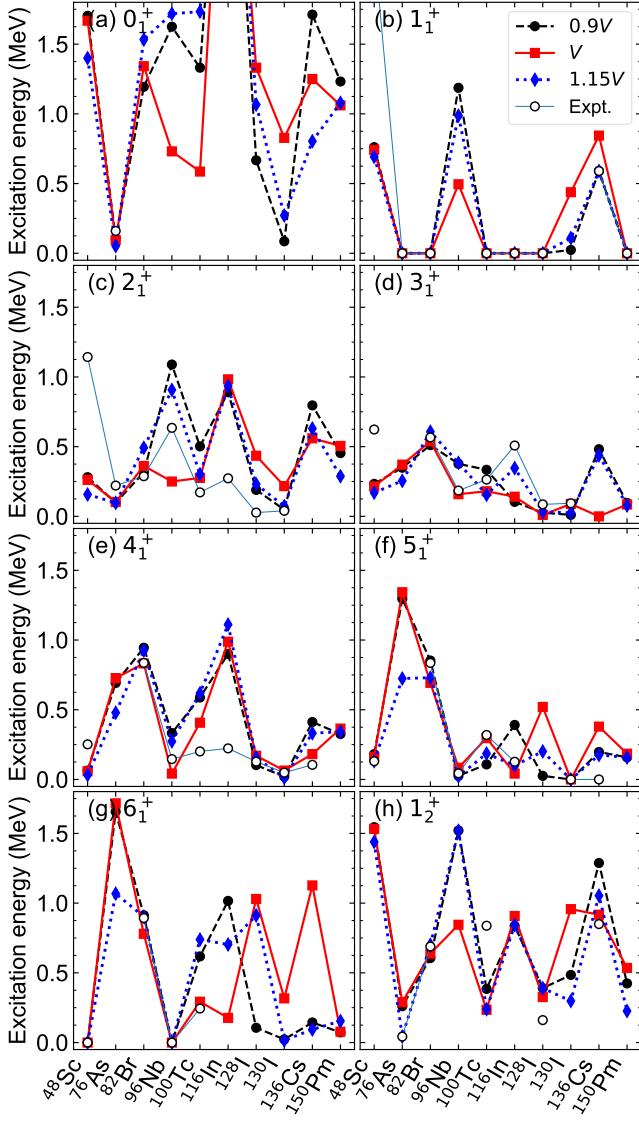 (a) 0₁⁺
(b) 1₁⁺
0.9V
V
1.15V
Expt.
Excitation energy (MeV)
1.5
1.0
0.5
0.0
(c) 2₁⁺
(d) 3₁⁺
Excitation energy (MeV)
1.5
1.0
0.5
0.0
(e) 4₁⁺
(f) 5₁⁺
Excitation energy (MeV)
1.5
1.0
0.5
0.0
(g) 6₁⁺
(h) 1₂⁺
Excitation energy (MeV)
1.5
1.0
0.5
0.0
48Sc
76As
82Br
96Nb
100Tc
116In
128I
130I
136Cs
150Pm
48Sc
76As
82Br
96Nb
100Tc
116In
128I
130I
136Cs
150Pm